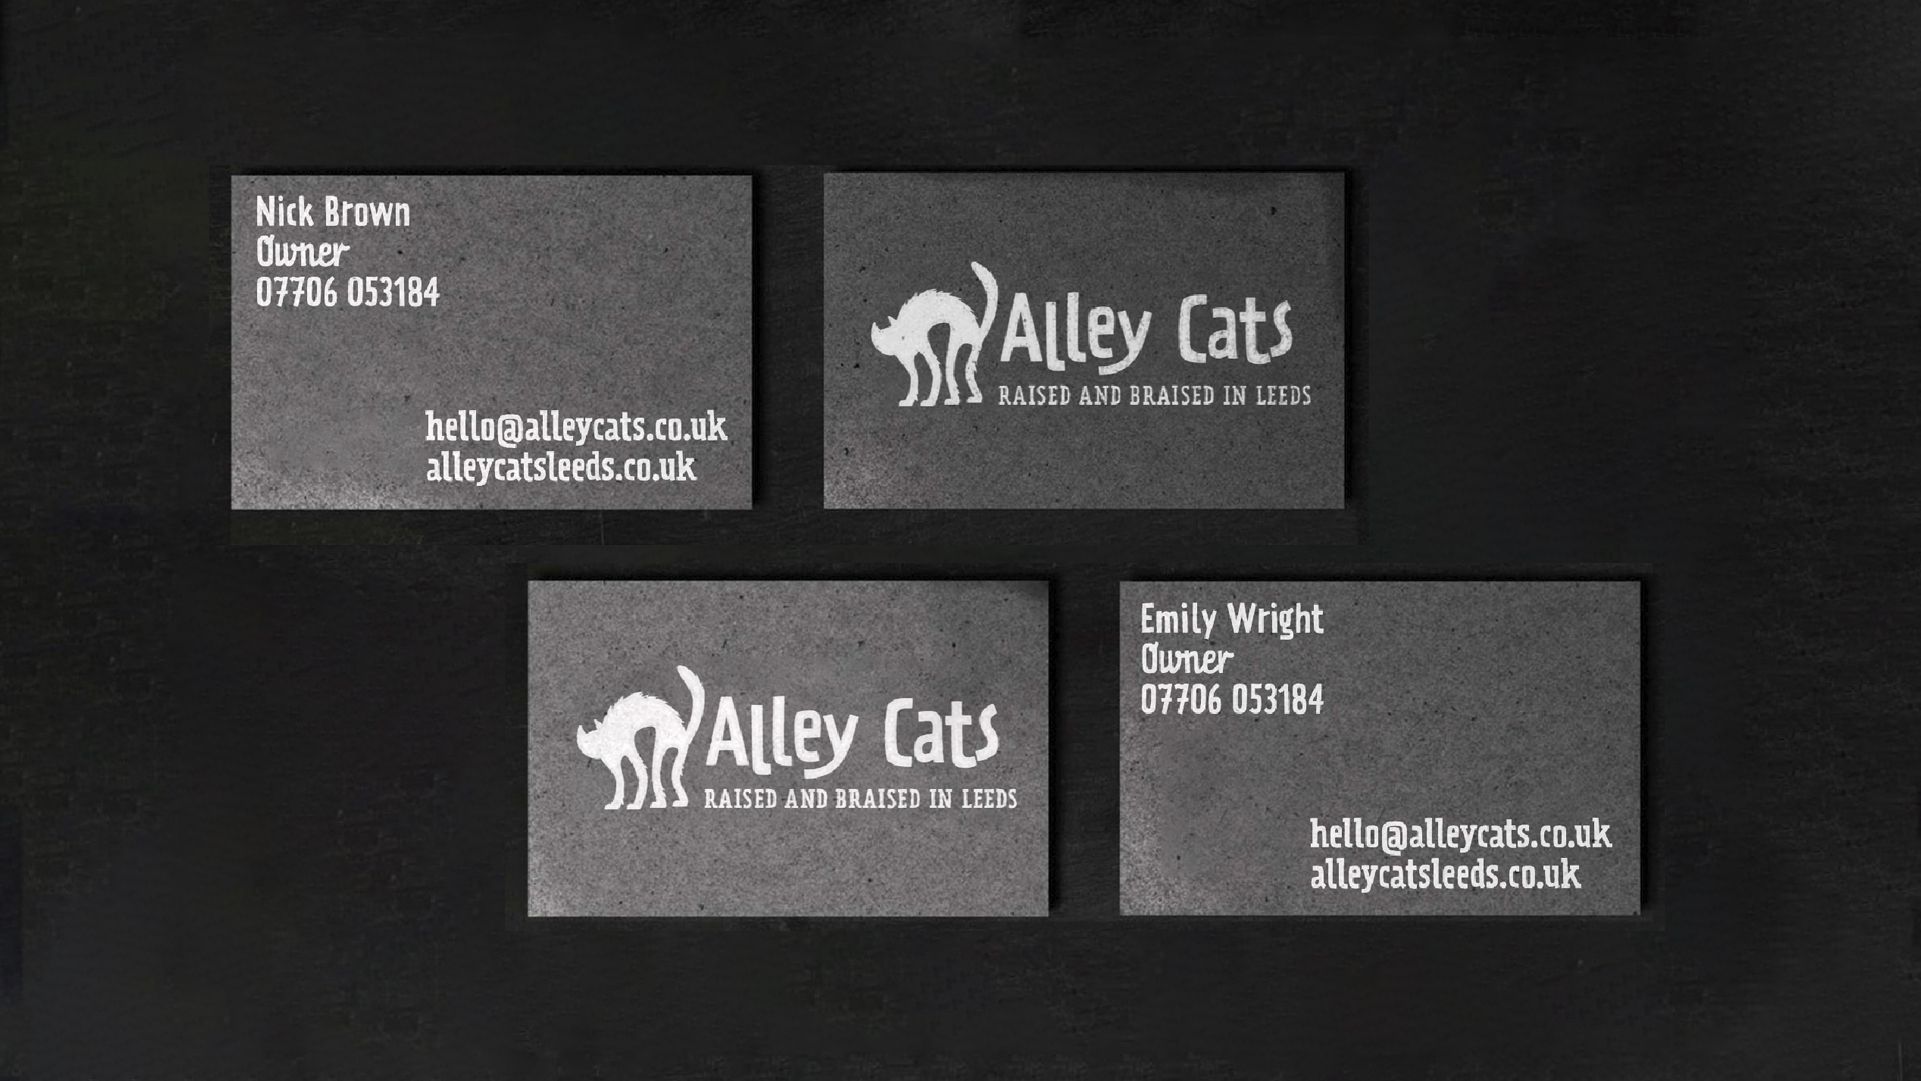 Nick Brown
Owner
07706 053184
hello@alleycats.co.uk
alleycatsleeds.co.uk
Alley Cats
RAISED AND BRAISED IN LEEDS
Alley Cats
RAISED AND BRAISED IN LEEDS
Emily Wright
Owner
07706 053184
hello@alleycats.co.uk
alleycatsleeds.co.uk